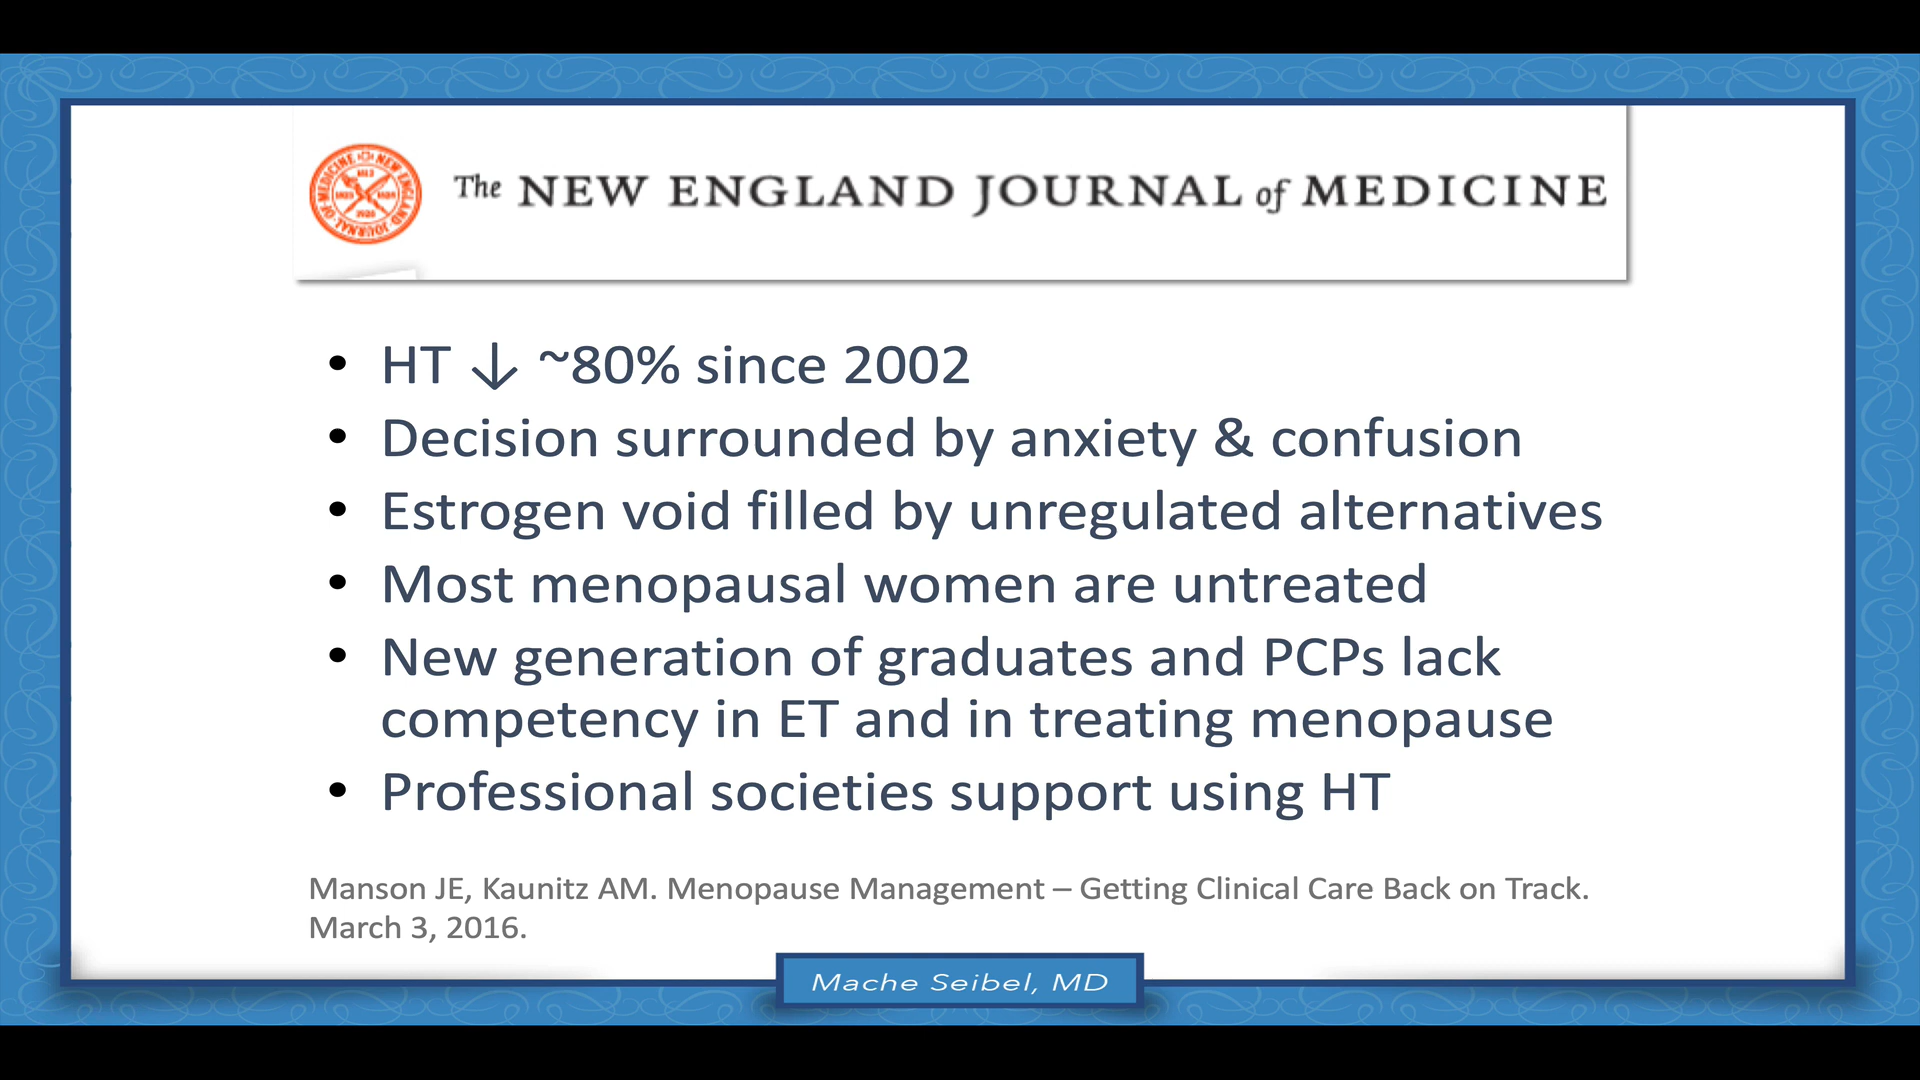 The NEW ENGLAND JOURNAL of MEDICINE
• HT ↓ ~80% since 2002
• Decision surrounded by anxiety & confusion
• Estrogen void filled by unregulated alternatives
• Most menopausal women are untreated
• New generation of graduates and PCPs lack
competency in ET and in treating menopause
• Professional societies support using HT
Manson JE, Kaunitz AM. Menopause Management – Getting Clinical Care Back on Track.
March 3, 2016.
Mache Seibel, MD